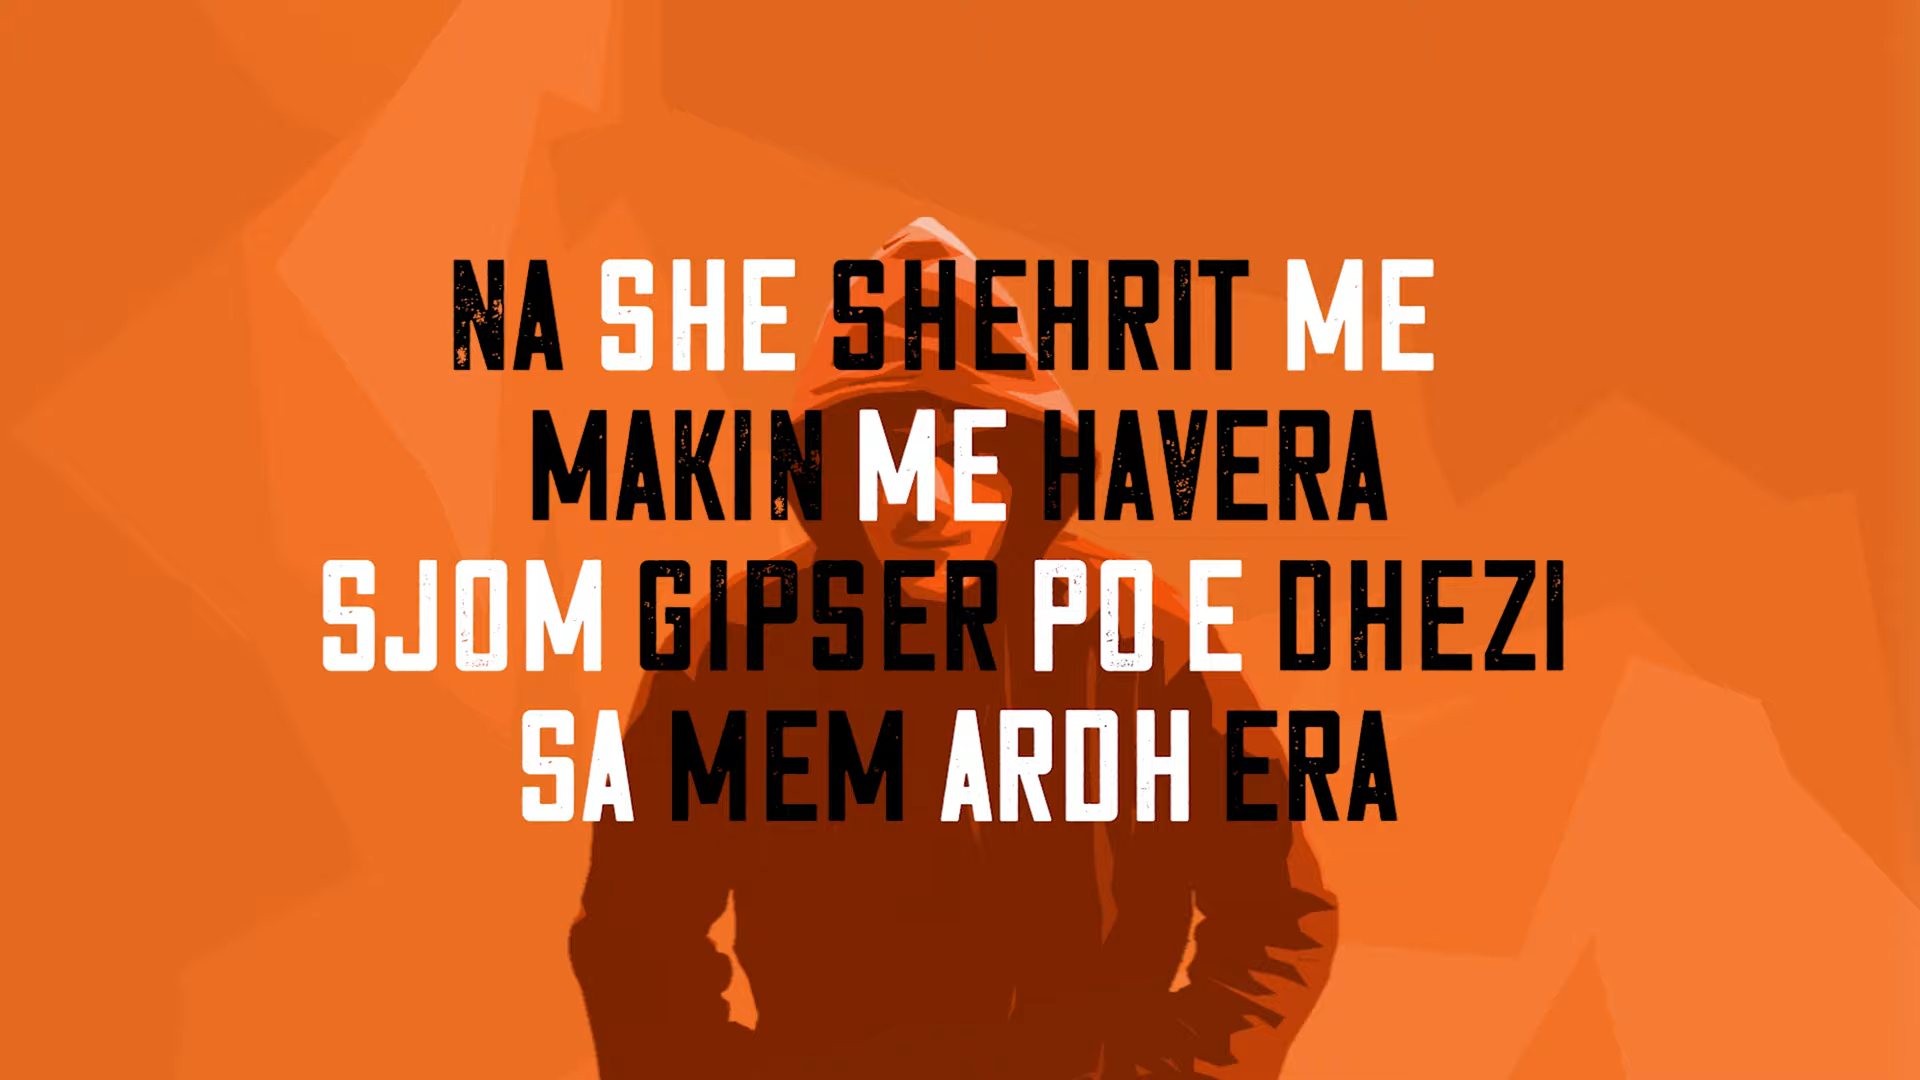 NA SHE SHEHRIT ME
MAKIN ME HAVERA
SJOM GIPSER PO E DHEZI
SA MEM ARDH ERA